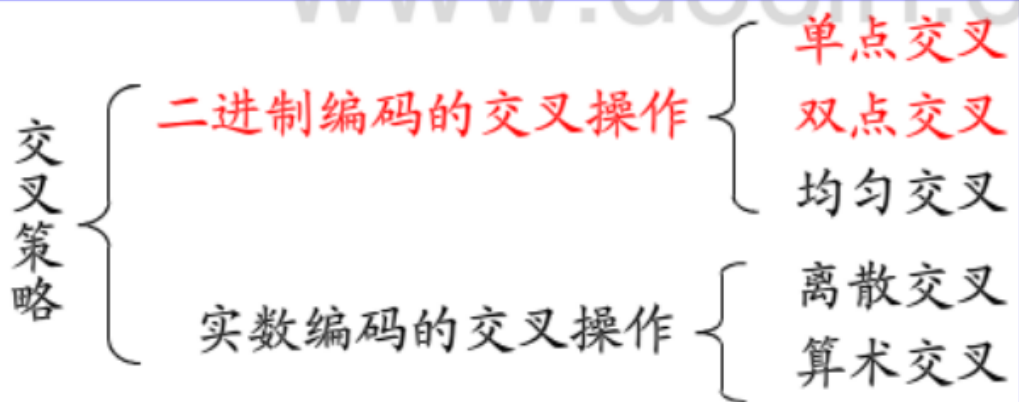 交叉策略
二进制编码的交叉操作
单点交叉
双点交叉
均匀交叉
实数编码的交叉操作
离散交叉
算术交叉